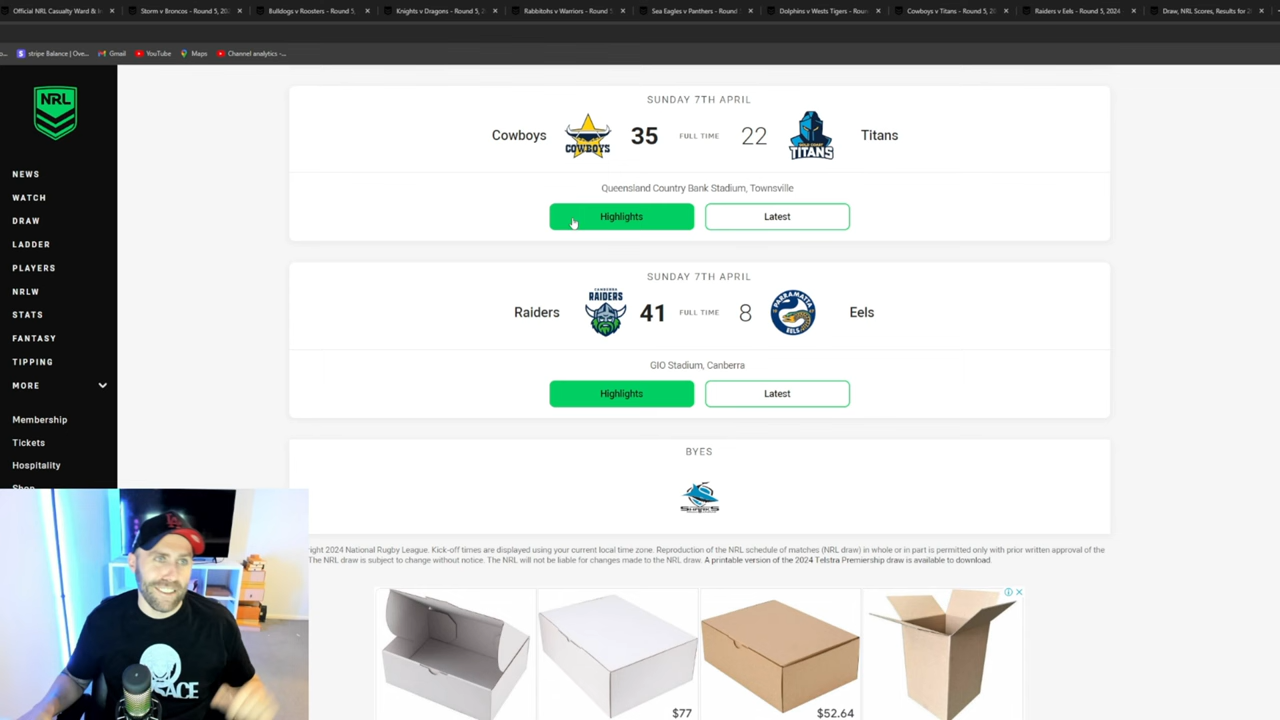 Official NRL Casualty Ward & I
Storm v Broncos - Round 5, 20
Bulldogs v Roosters - Round 5,
Knights v Dragons - Round 5, 2
Rabbitohs v Warriors - Round 5
Sea Eagles v Panthers - Round
Dolphins v Wests Tigers - Rou
Cowboys v Titans - Round 5, 2
Raiders v Eels - Round 5, 2024
Draw, NRL Scores, Results for 2
stripe Balance | Ove...
Gmail
YouTube
Maps
Channel analytics -...
NRL
NEWS
WATCH
DRAW
LADDER
PLAYERS
NRLW
STATS
FANTASY
TIPPING
MORE
Membership
Tickets
Hospitality
Shop
SUNDAY 7TH APRIL
Cowboys COWBOYS 35 FULL TIME 22 TITANS Titans
Queensland Country Bank Stadium, Townsville
Highlights Latest
SUNDAY 7TH APRIL
Raiders RAIDERS 41 FULL TIME 8 PARRAMATTA EELS Eels
GIO Stadium, Canberra
Highlights Latest
BYES
SHARKS
right 2024 National Rugby League. Kick-off times are displayed using your current local time zone. Reproduction of the NRL schedule of matches (NRL draw) in whole or in part is permitted only with prior written approval of the
The NRL draw is subject to change without notice. The NRL will not be liable for changes made to the NRL draw. A printable version of the 2024 Telstra Premiership draw is available to download.
$77
$52.64